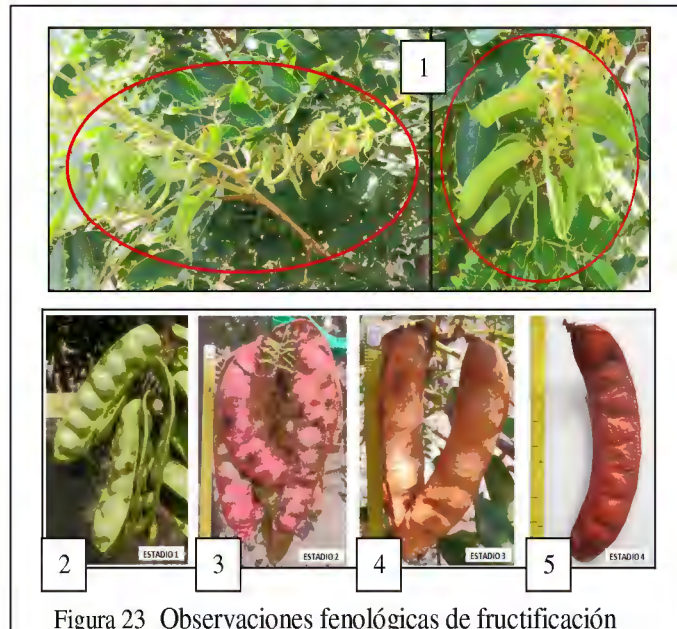 1
2
ESTADIO 1
3
ESTADIO 2
4
ESTADIO 3
5
ESTADIO 4
Figura 23 Observaciones fenológicas de fructificación